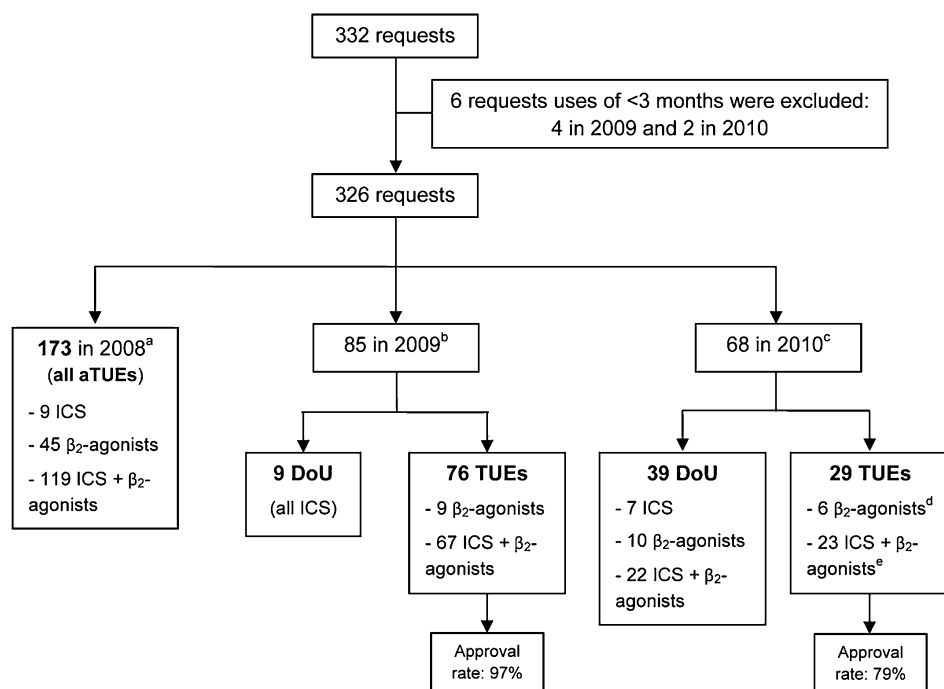 332 requests
6 requests uses of <3 months were excluded:
4 in 2009 and 2 in 2010
326 requests
173 in 2008ᵃ
(all aTUEs)
- 9 ICS
- 45 β₂-agonists
- 119 ICS + β₂-
agonists
85 in 2009ᵇ
68 in 2010ᶜ
9 DoU
(all ICS)
76 TUEs
- 9 β₂-agonists
- 67 ICS + β₂-
agonists
39 DoU
- 7 ICS
- 10 β₂-agonists
- 22 ICS + β₂-
agonists
29 TUEs
- 6 β₂-agonistsᵈ
- 23 ICS + β₂-
agonistsᵉ
Approval
rate: 97%
Approval
rate: 79%